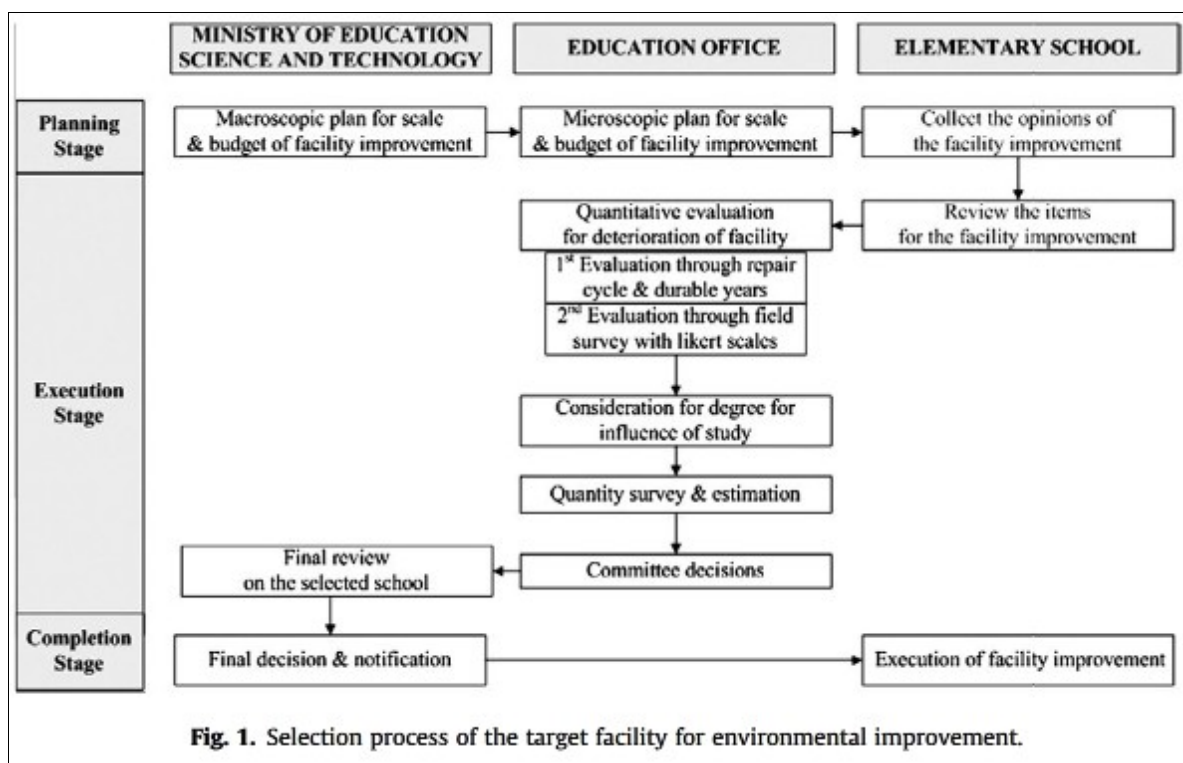 MINISTRY OF EDUCATION
SCIENCE AND TECHNOLOGY
EDUCATION OFFICE
ELEMENTARY SCHOOL
Planning
Stage
Macroscopic plan for scale
& budget of facility improvement
Microscopic plan for scale
& budget of facility improvement
Collect the opinions of
the facility improvement
Execution
Stage
Quantitative evaluation
for deterioration of facility
Review the items
for the facility improvement
1st Evaluation through repair
cycle & durable years
2nd Evaluation through field
survey with likert scales
Consideration for degree for
influence of study
Quantity survey & estimation
Final review
on the selected school
Committee decisions
Completion
Stage
Final decision & notification
Execution of facility improvement
Fig. 1. Selection process of the target facility for environmental improvement.